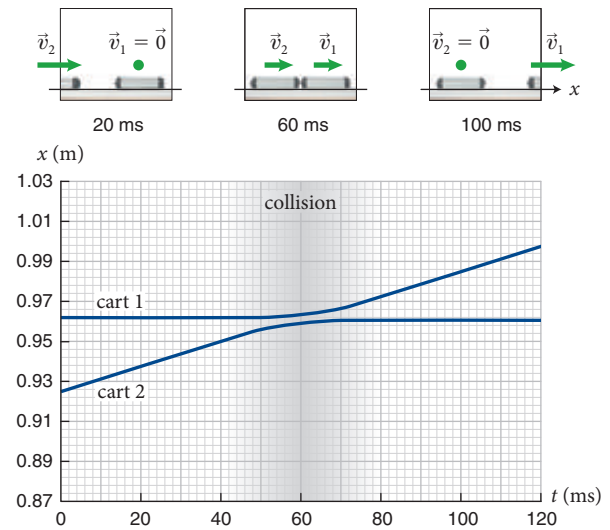 v⃗₂
v⃗₁ = 0⃗
v⃗₂
v⃗₁
v⃗₂ = 0⃗
v⃗₁
x
20 ms
60 ms
100 ms
x (m)
1.03
collision
1.01
0.99
0.97
cart 1
0.95
0.93
cart 2
0.91
0.89
0.87
t (ms)
0
20
40
60
80
100
120